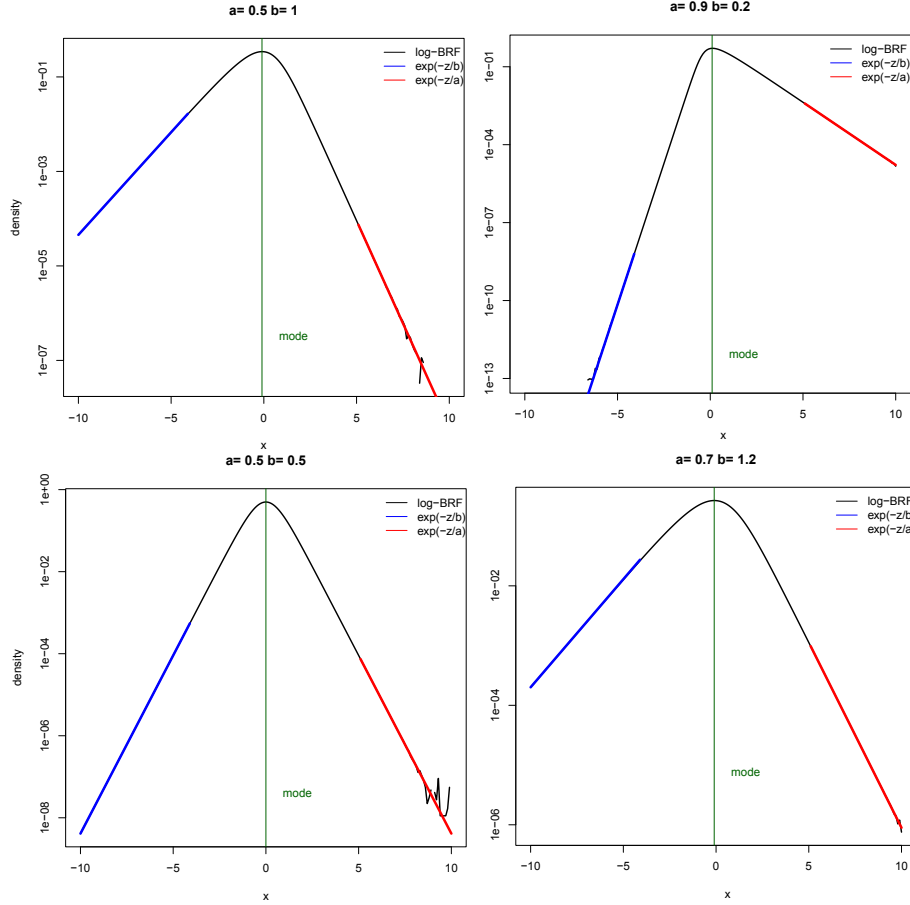 a= 0.5 b= 1
log−BRF
exp(−z/b)
exp(−z/a)
mode
density
1e−01
1e−03
1e−05
1e−07
−10 −5 0 5 10
x
a= 0.9 b= 0.2
log−BRF
exp(−z/b)
exp(−z/a)
mode
1e−01
1e−04
1e−07
1e−10
1e−13
−10 −5 0 5 10
x
a= 0.5 b= 0.5
log−BRF
exp(−z/b)
exp(−z/a)
mode
density
1e+00
1e−02
1e−04
1e−06
1e−08
−10 −5 0 5 10
x
a= 0.7 b= 1.2
log−BRF
exp(−z/b)
exp(−z/a)
mode
1e−02
1e−04
1e−06
−10 −5 0 5 10
x